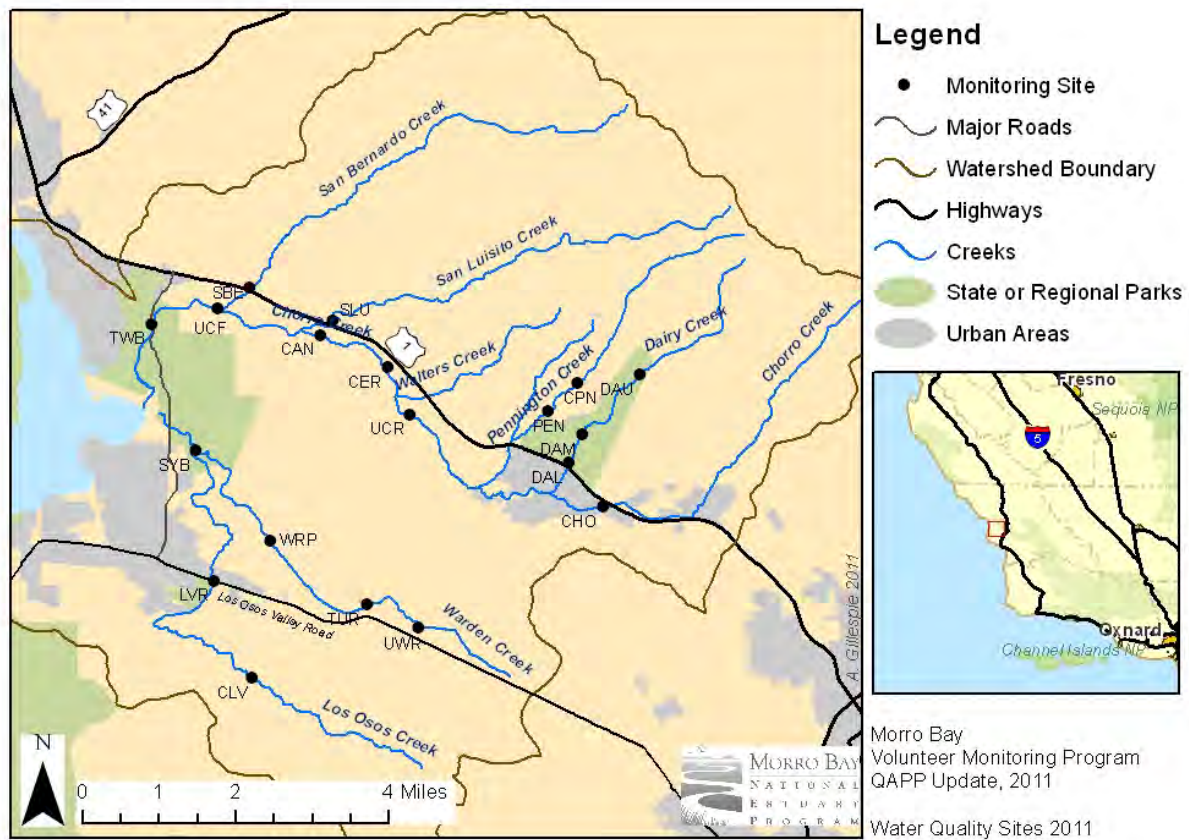 41
San Bernardo Creek
San Luisito Creek
SBE
SLU
TWB
UCF
Chorro Creek
CAN
1
CER
Walters Creek
Dairy Creek
Chorro Creek
Pennington Creek
CPN
DAU
UCR
PEN
DAM
DAL
SYB
CHO
WRP
LVR
Los Osos Valley Road
TUR
UWR
Warden Creek
CLV
Los Osos Creek
A. Gillespie 2011
N
0 1 2 4 Miles
MORRO BAY
NATIONAL
ESTUARY
PROGRAM
Legend
Monitoring Site
Major Roads
Watershed Boundary
Highways
Creeks
State or Regional Parks
Urban Areas
Fresno
Sequoia NP
5
Oxnard
Channel Islands NP
Morro Bay
Volunteer Monitoring Program
QAPP Update, 2011
Water Quality Sites 2011